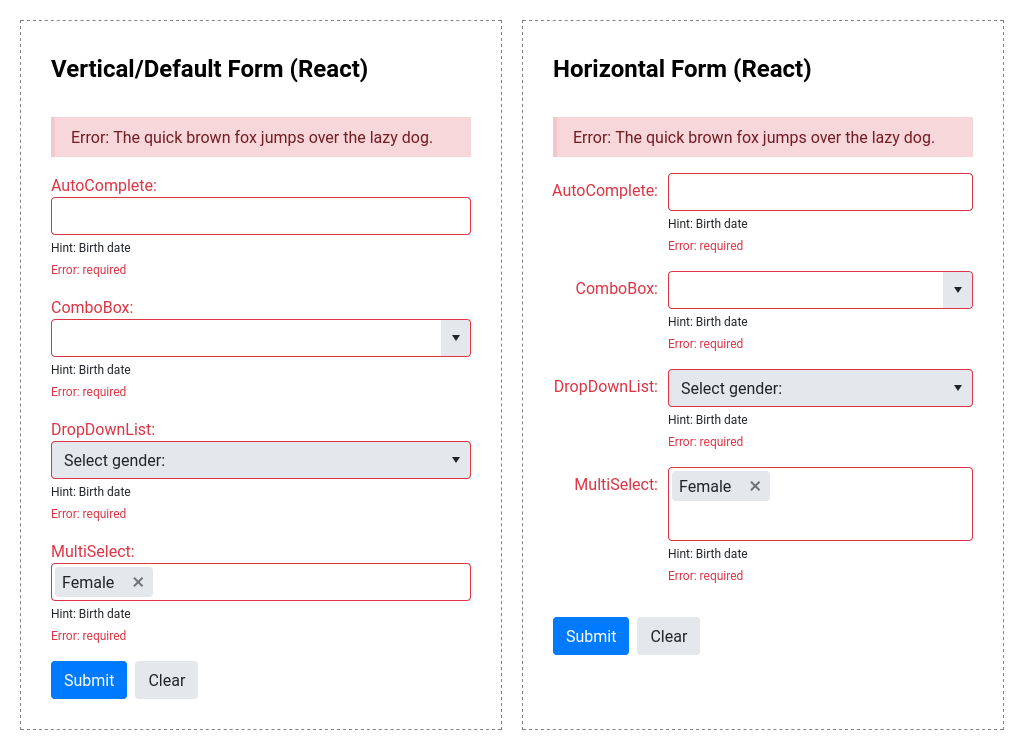 Vertical/Default Form (React)
Error: The quick brown fox jumps over the lazy dog.
AutoComplete:
Hint: Birth date
Error: required
ComboBox:
Hint: Birth date
Error: required
DropDownList:
Select gender:
Hint: Birth date
Error: required
MultiSelect:
Female ✕
Hint: Birth date
Error: required
Submit Clear
Horizontal Form (React)
Error: The quick brown fox jumps over the lazy dog.
AutoComplete:
Hint: Birth date
Error: required
ComboBox:
Hint: Birth date
Error: required
DropDownList: Select gender:
Hint: Birth date
Error: required
MultiSelect: Female ✕
Hint: Birth date
Error: required
Submit Clear